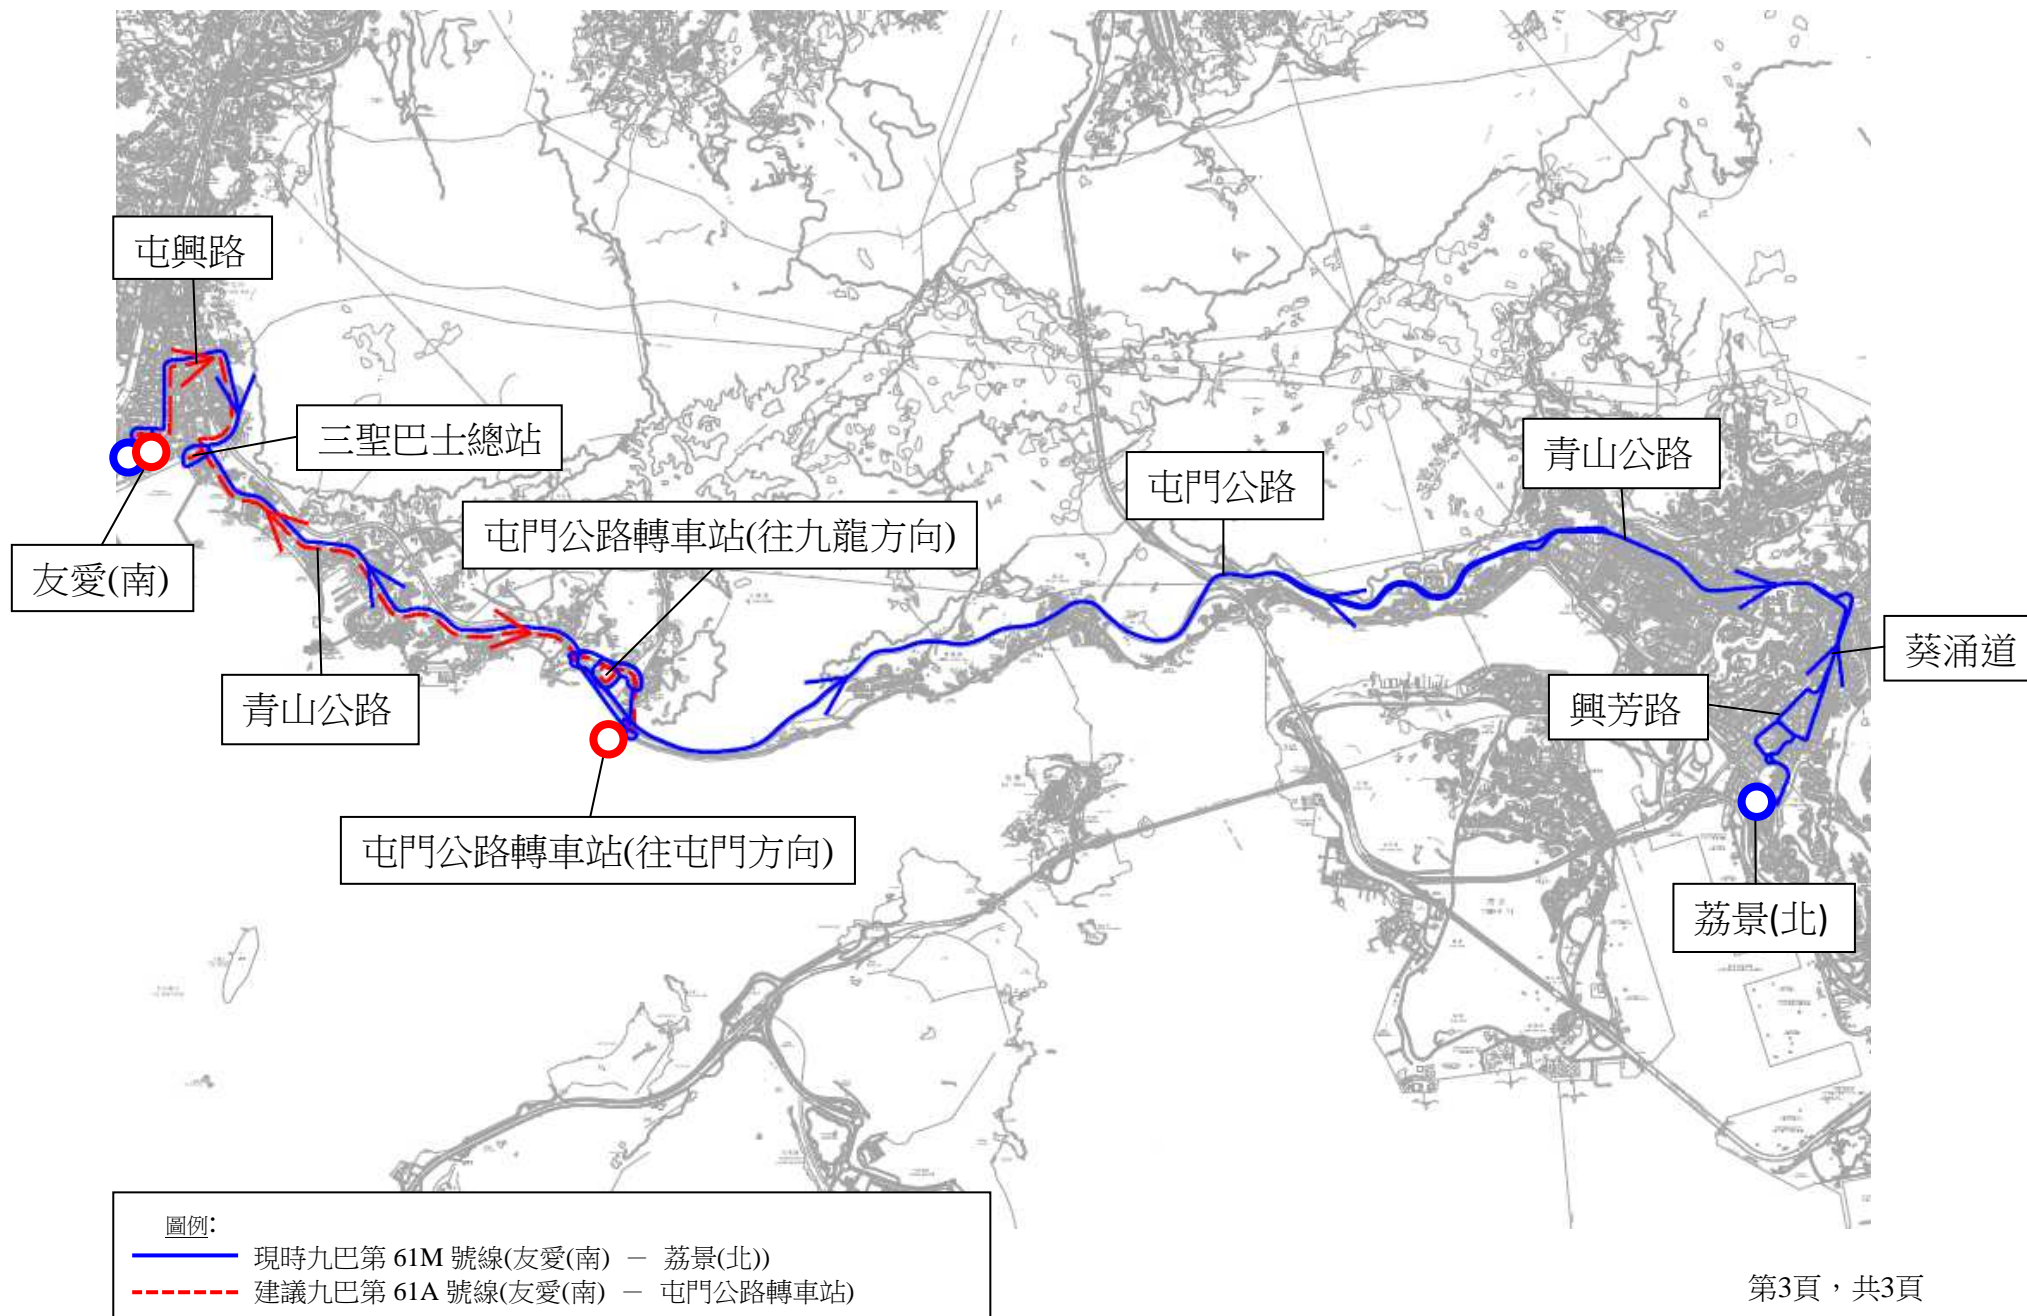 屯興路
三聖巴士總站
屯門公路轉車站(往九龍方向)
屯門公路
青山公路
友愛(南)
青山公路
葵涌道
興芳路
屯門公路轉車站(往屯門方向)
荔景(北)
圖例:
現時九巴第 61M 號線(友愛(南) － 荔景(北))
建議九巴第 61A 號線(友愛(南) － 屯門公路轉車站)
第3頁，共3頁